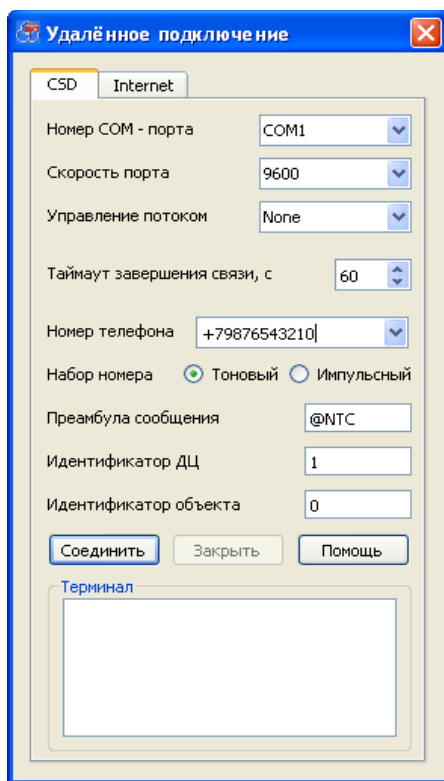 Удалённое подключение
CSD Internet
Номер COM - порта COM1
Скорость порта 9600
Управление потоком None
Таймаут завершения связи, с 60
Номер телефона +79876543210
Набор номера Тоновый Импульсный
Преамбула сообщения @NTC
Идентификатор ДЦ 1
Идентификатор объекта 0
Соединить Закрыть Помощь
Терминал